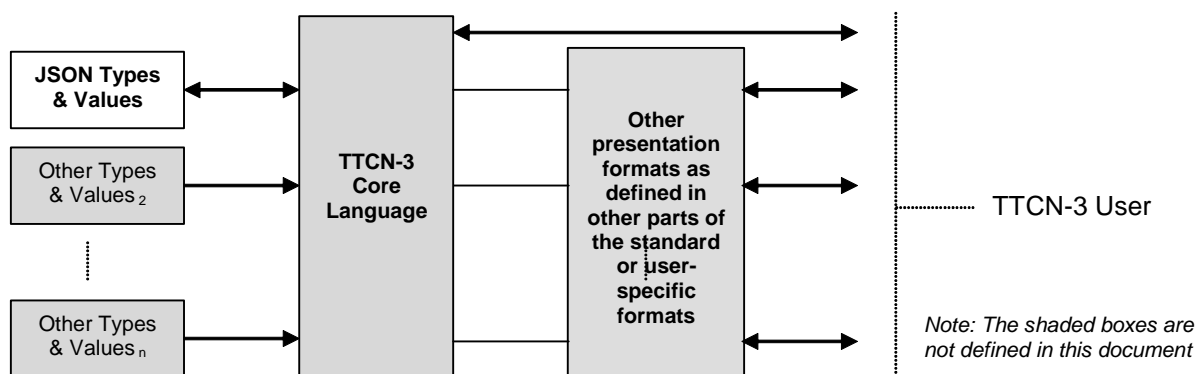 JSON Types
& Values
Other Types
& Values 2
Other Types
& Values n
TTCN-3
Core
Language
Other
presentation
formats as
defined in
other parts of
the standard
or user-
specific
formats
TTCN-3 User
Note: The shaded boxes are
not defined in this document